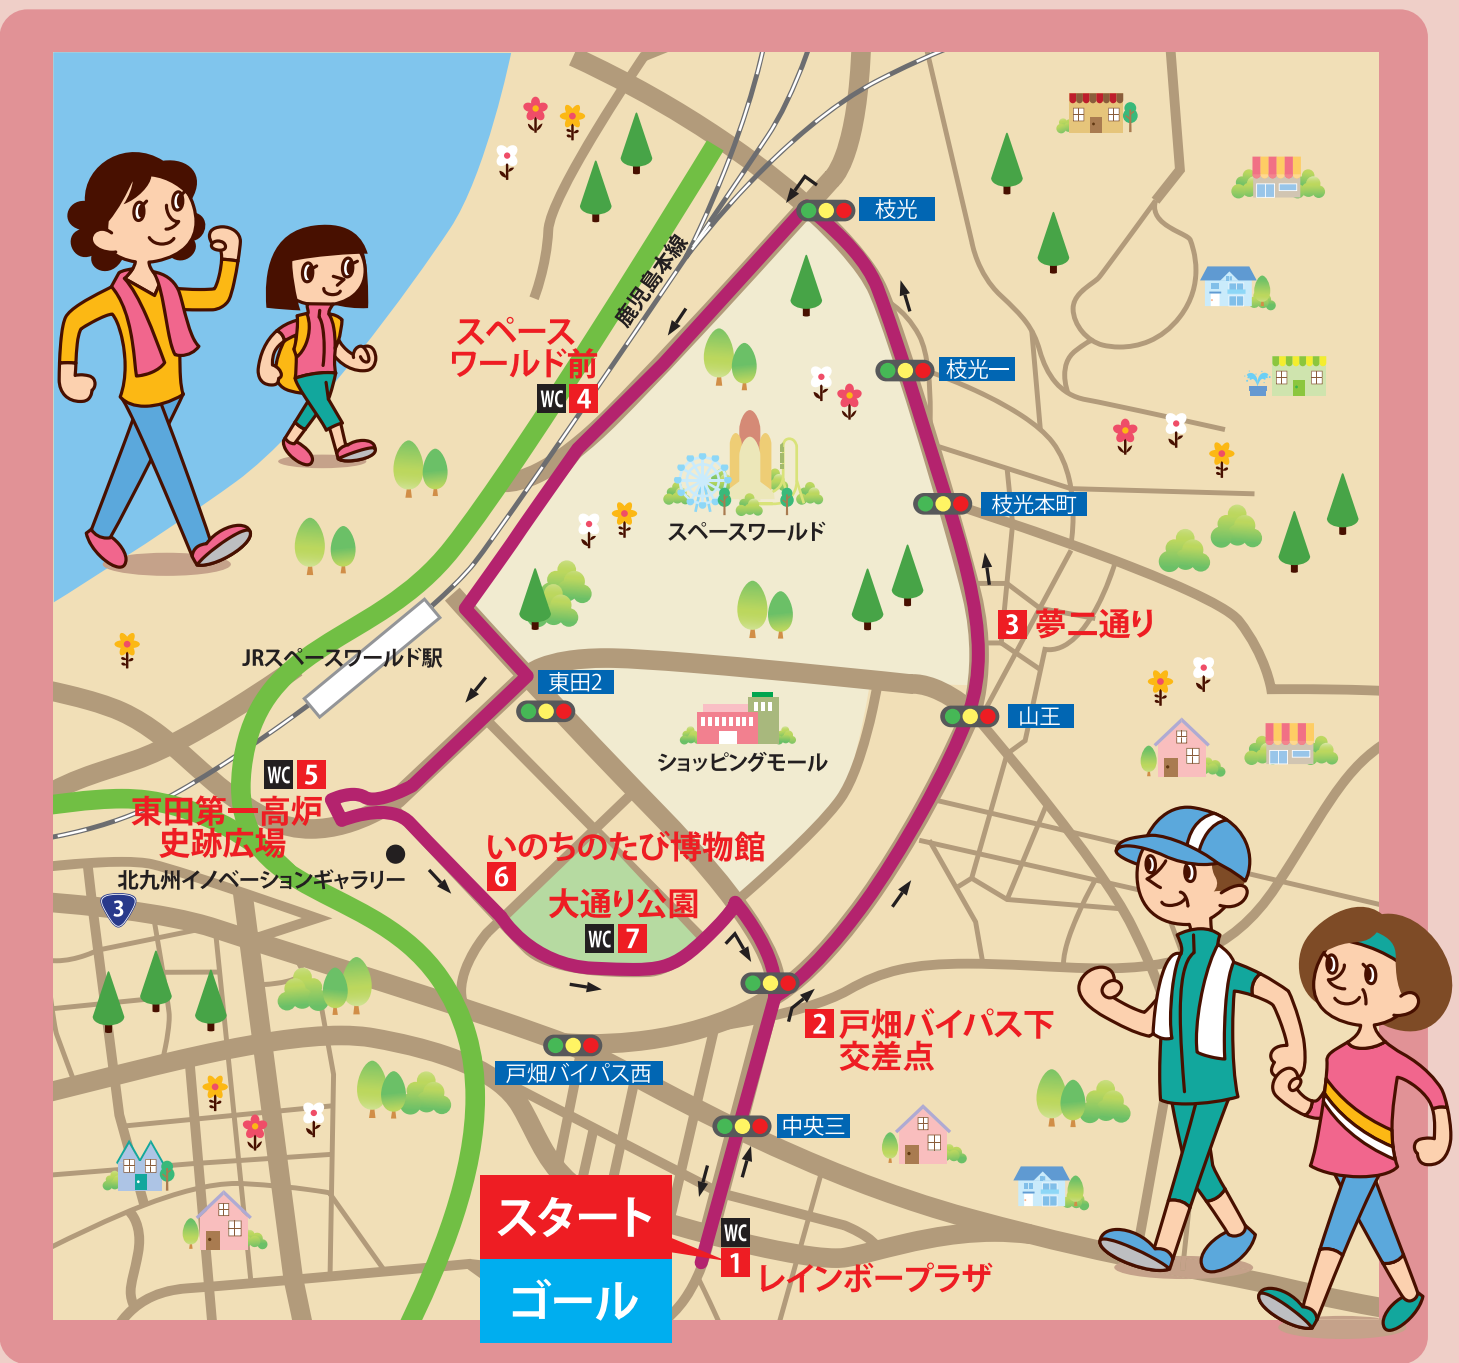 枝光
鹿児島本線
スペース
ワールド前
WC 4
枝光一
枝光本町
スペースワールド
3 夢二通り
JRスペースワールド駅
東田2
山王
ショッピングモール
WC 5
東田第一高炉
史跡広場
いのちのたび博物館
6
北九州イノベーションギャラリー
大通り公園
WC 7
3
2 戸畑バイパス下
交差点
戸畑バイパス西
中央三
スタート
ゴール
WC
1
レインボープラザ